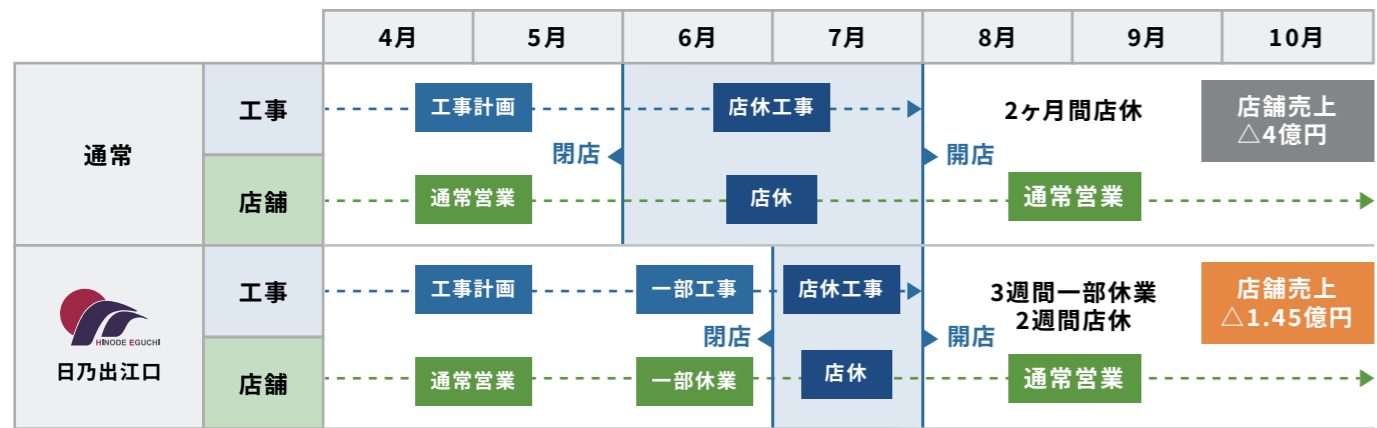 4月 5月 6月 7月 8月 9月 10月
通常
工事
工事計画
店休工事
2ヶ月間店休
店舗売上
△4億円
閉店
開店
店舗
通常営業
店休
通常営業
HINODE EGUCHI
日乃出江口
工事
工事計画
一部工事
店休工事
3週間一部休業
2週間店休
店舗売上
△1.45億円
閉店
開店
店舗
通常営業
一部休業
店休
通常営業